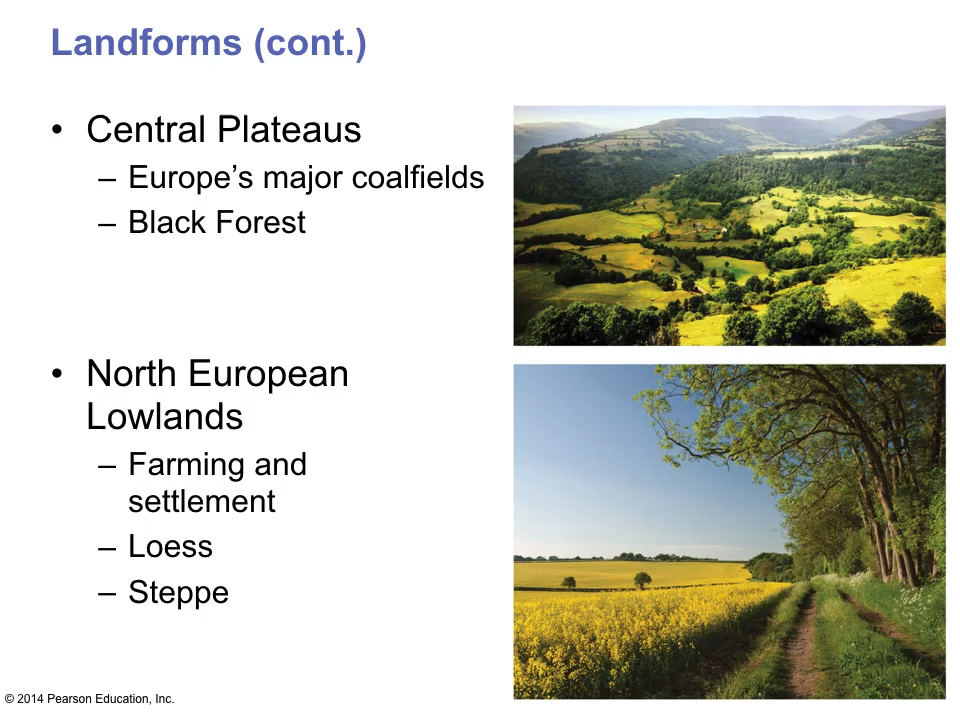 Landforms (cont.)
• Central Plateaus
– Europe’s major coalfields
– Black Forest
• North European
Lowlands
– Farming and
settlement
– Loess
– Steppe
© 2014 Pearson Education, Inc.